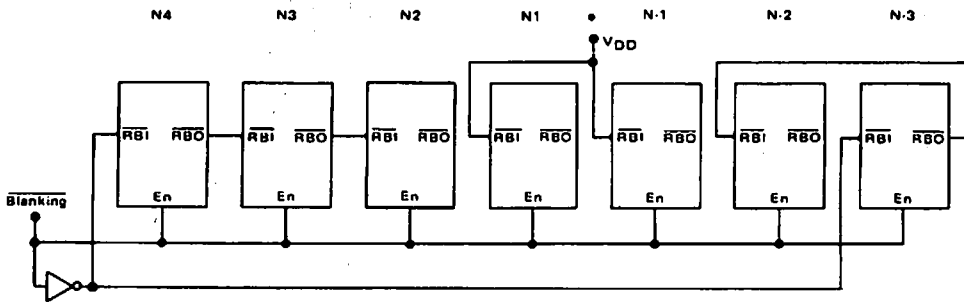 N4 N3 N2 N1 • N-1 N-2 N-3
VDD
RBI RBO RBI RBO RBI RBO RBI RBO RBI RBO RBI RBO RBI RBO
En En En En En En En
Blanking